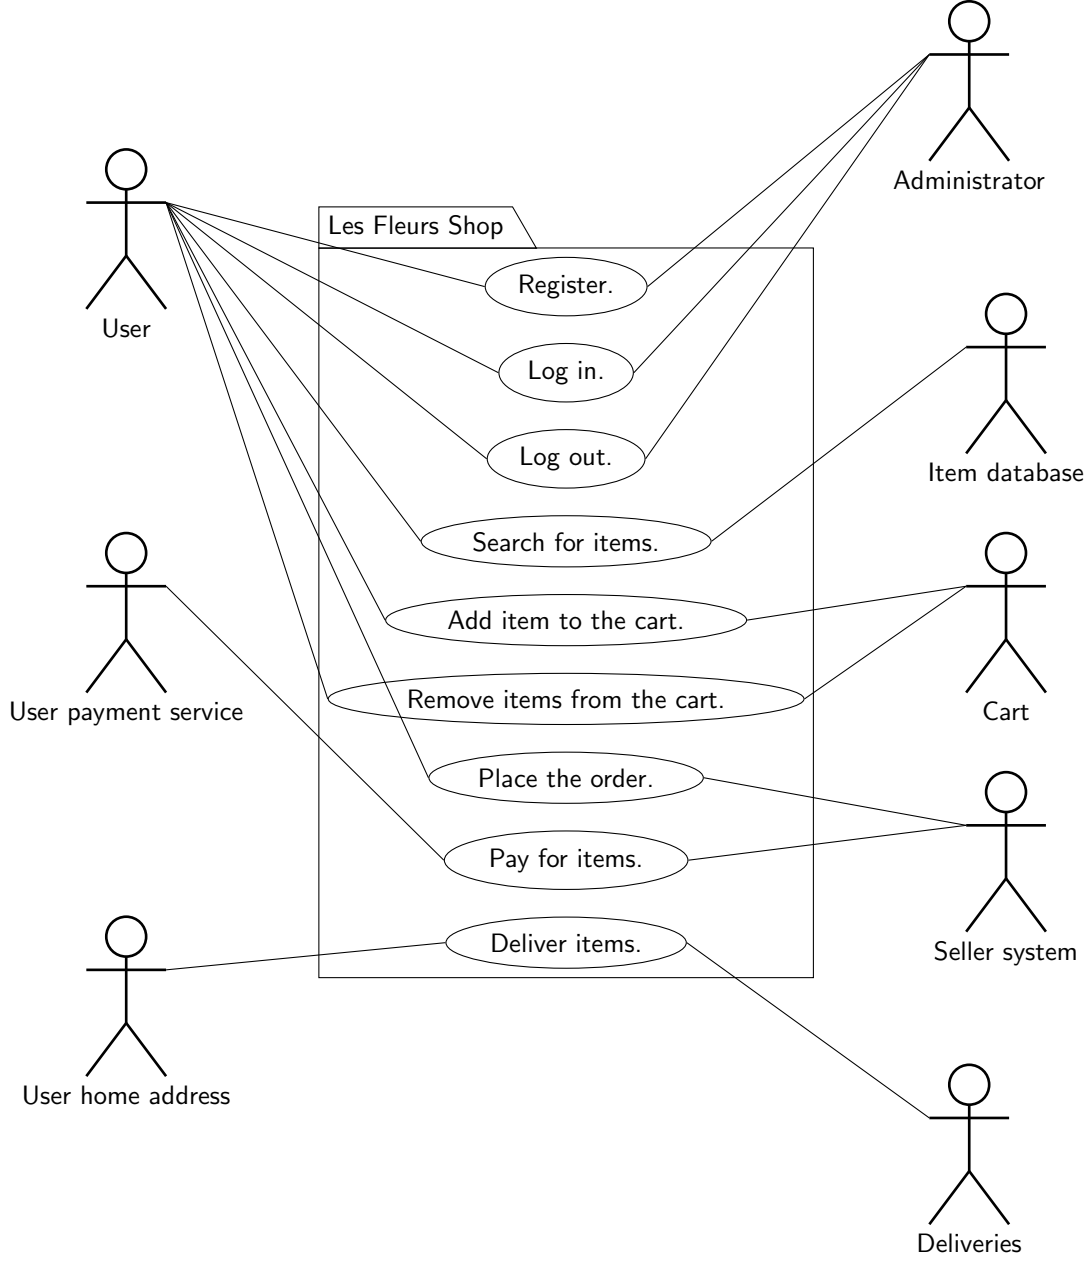 Administrator
User
Les Fleurs Shop
Register.
Log in.
Log out.
Item database
Search for items.
Add item to the cart.
Remove items from the cart.
User payment service
Cart
Place the order.
Pay for items.
Deliver items.
Seller system
User home address
Deliveries